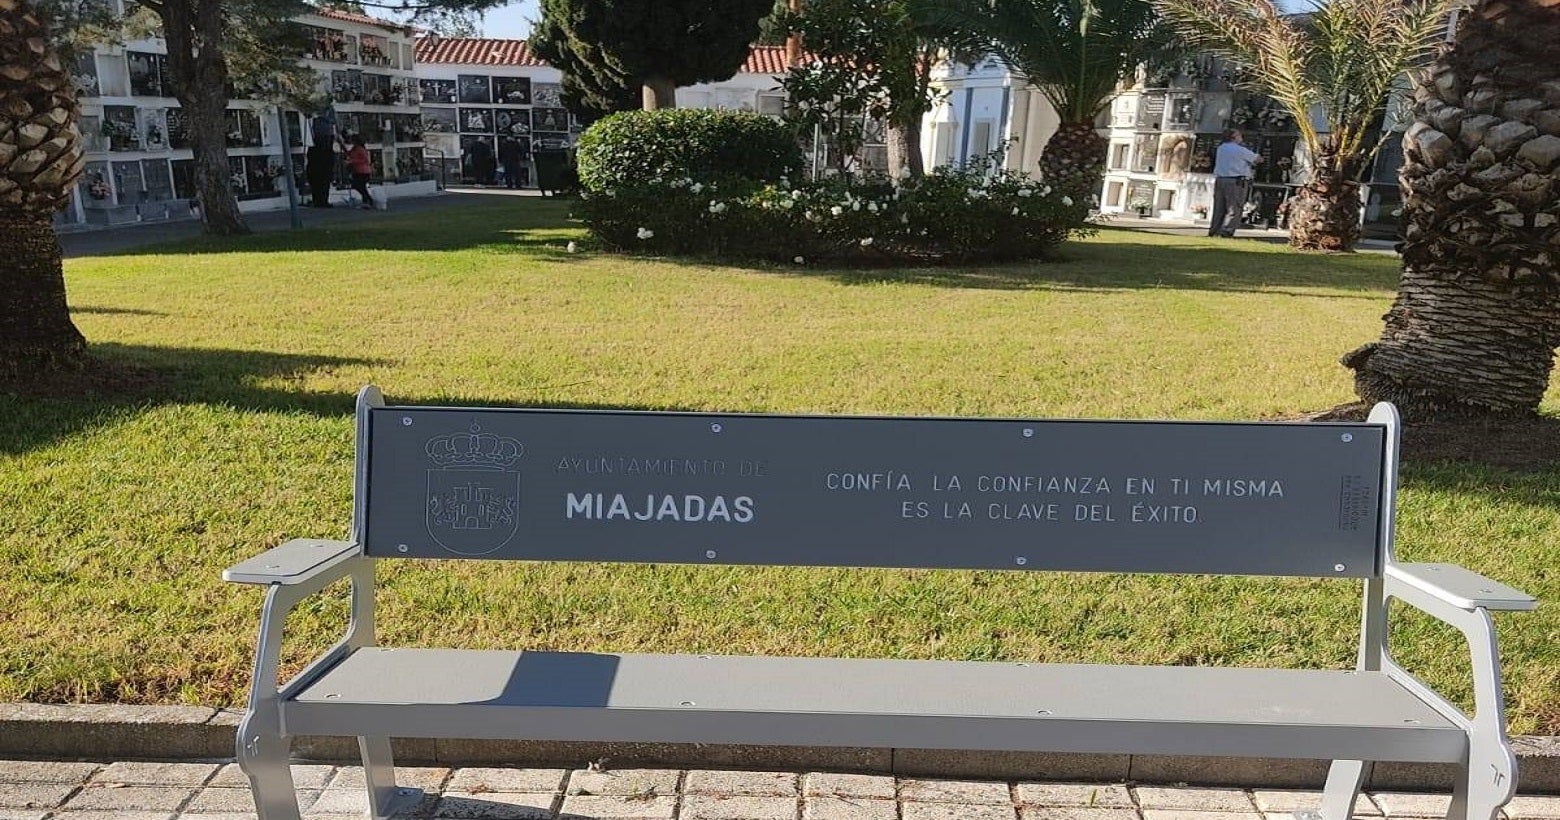 AYUNTAMIENTO DE
MIAJADAS
CONFÍA LA CONFIANZA EN TI MISMA
ES LA CLAVE DEL ÉXITO.